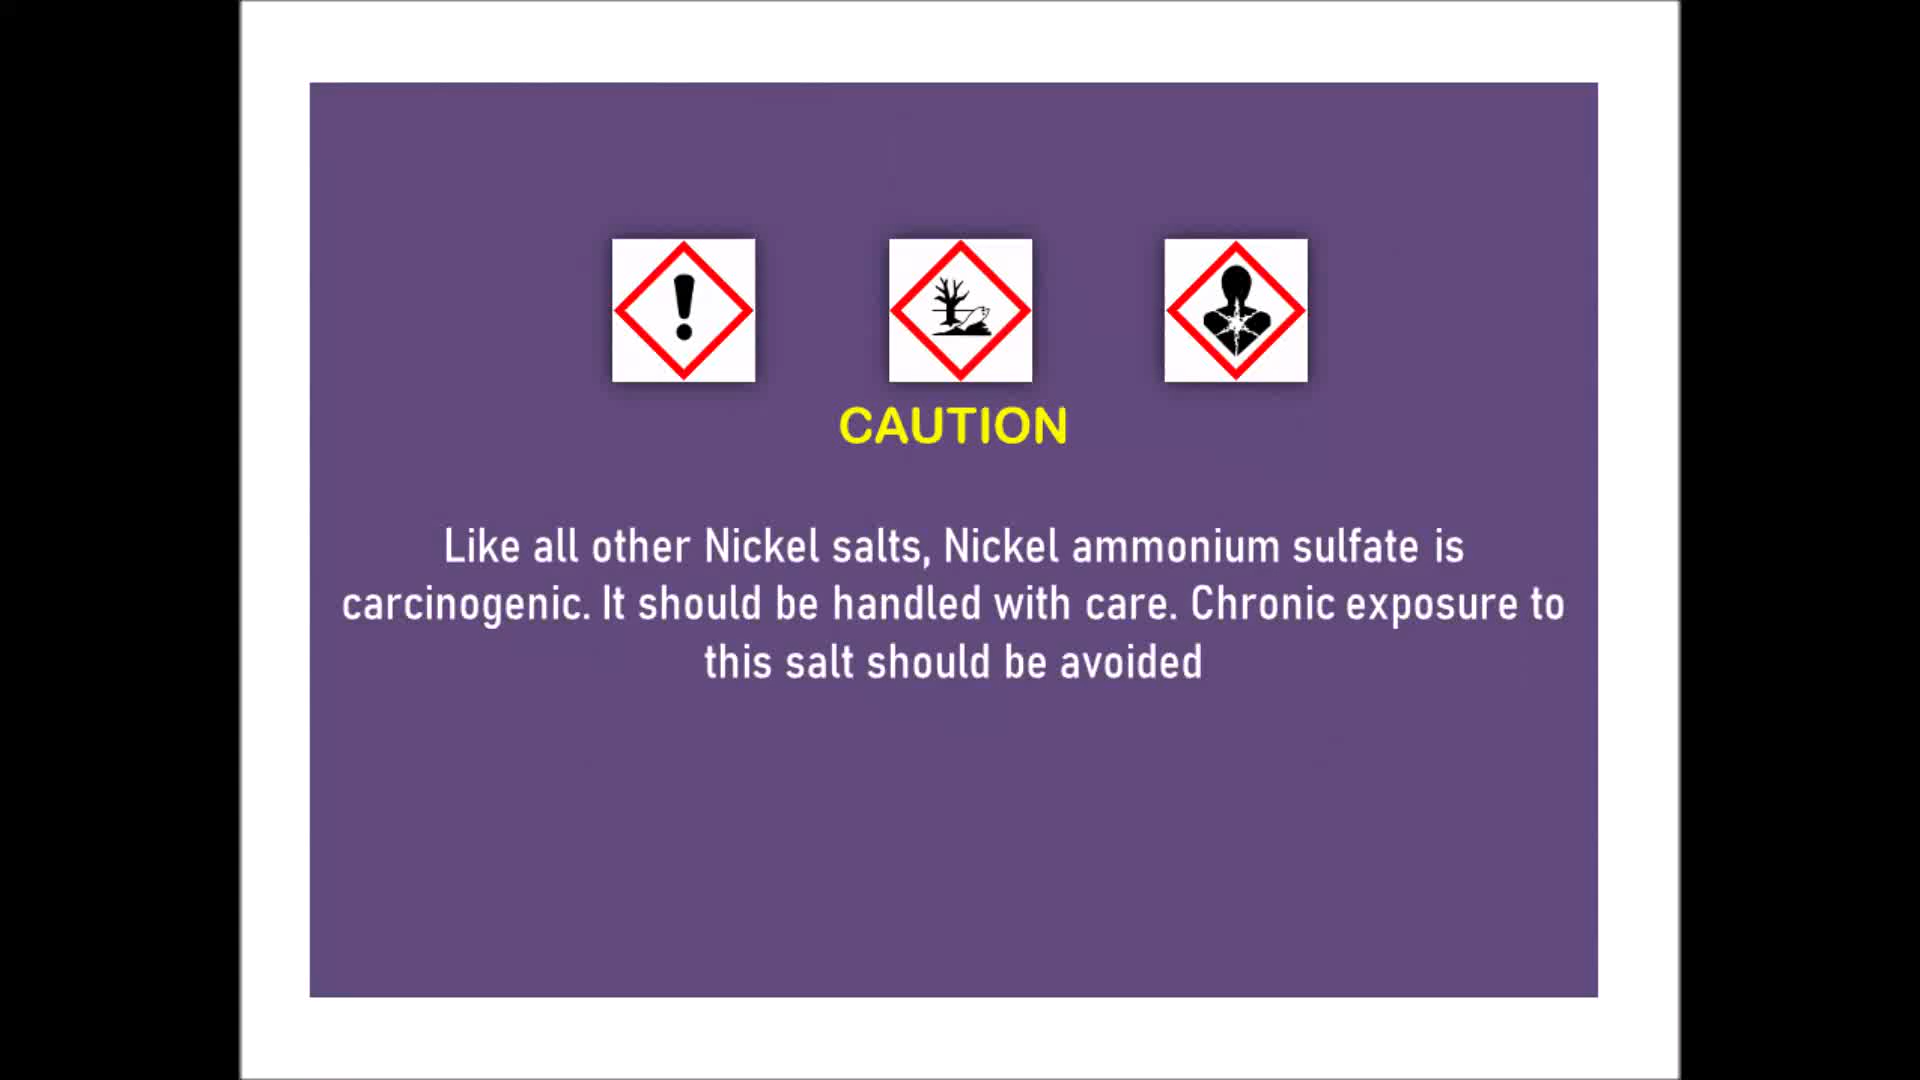 CAUTION
Like all other Nickel salts, Nickel ammonium sulfate is
carcinogenic. It should be handled with care. Chronic exposure to
this salt should be avoided